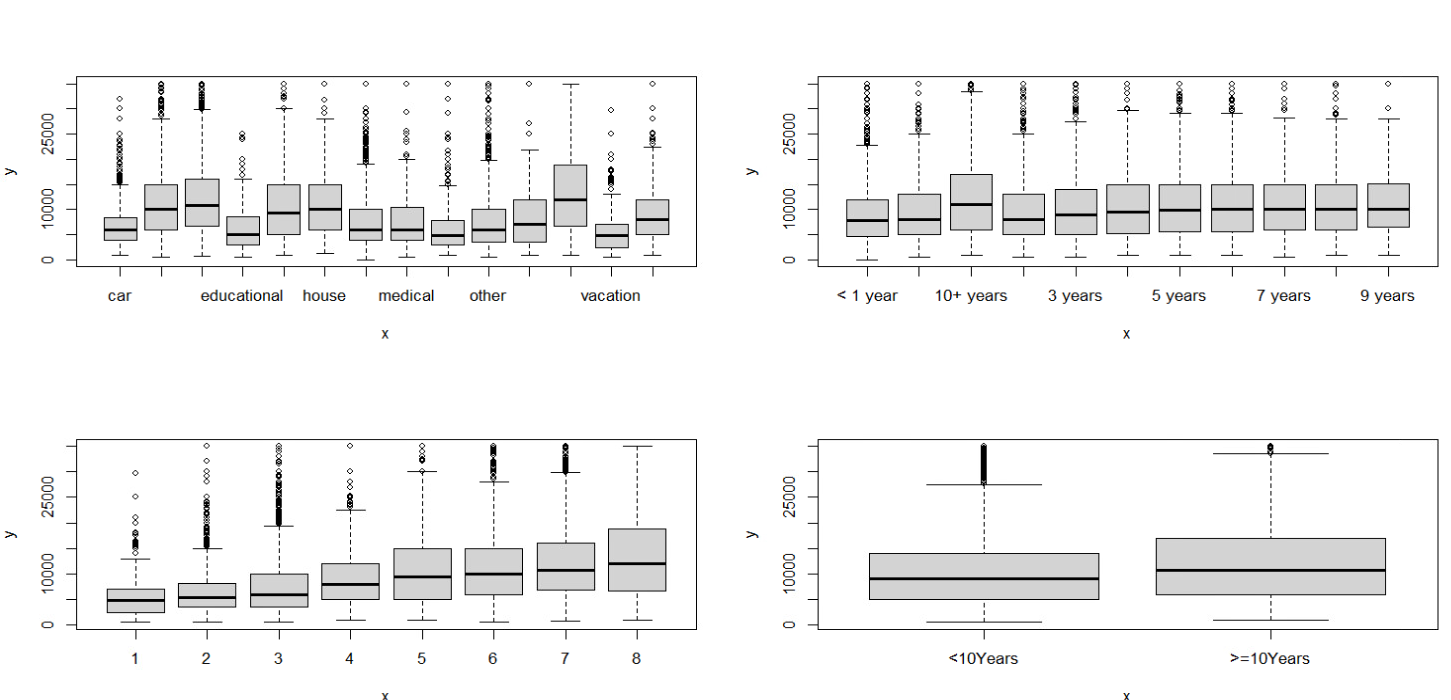 25000
10000
0
y
car educational house medical other vacation
x
25000
10000
0
y
< 1 year 10+ years 3 years 5 years 7 years 9 years
x
25000
10000
0
y
1 2 3 4 5 6 7 8
x
25000
10000
0
y
<10Years >=10Years
x